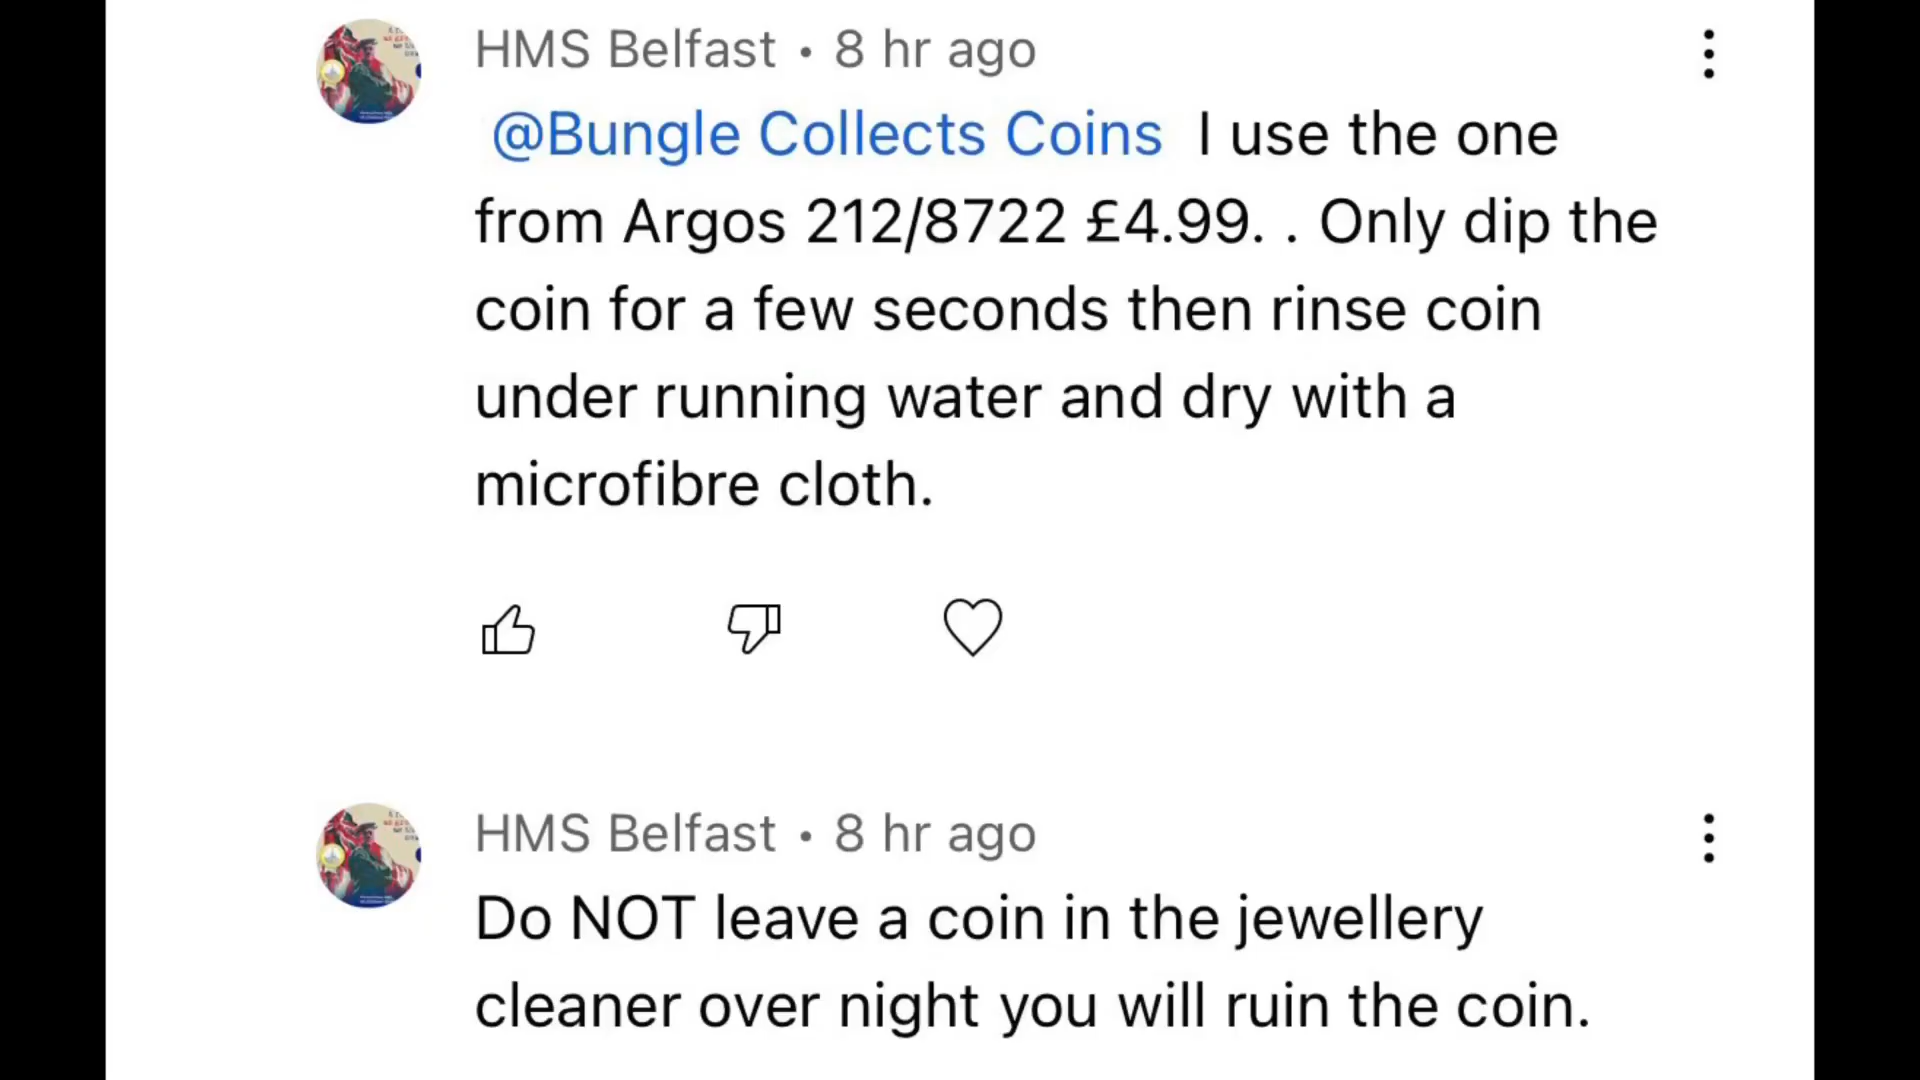 HMS Belfast • 8 hr ago
@Bungle Collects Coins I use the one
from Argos 212/8722 £4.99. . Only dip the
coin for a few seconds then rinse coin
under running water and dry with a
microfibre cloth.
HMS Belfast • 8 hr ago
Do NOT leave a coin in the jewellery
cleaner over night you will ruin the coin.